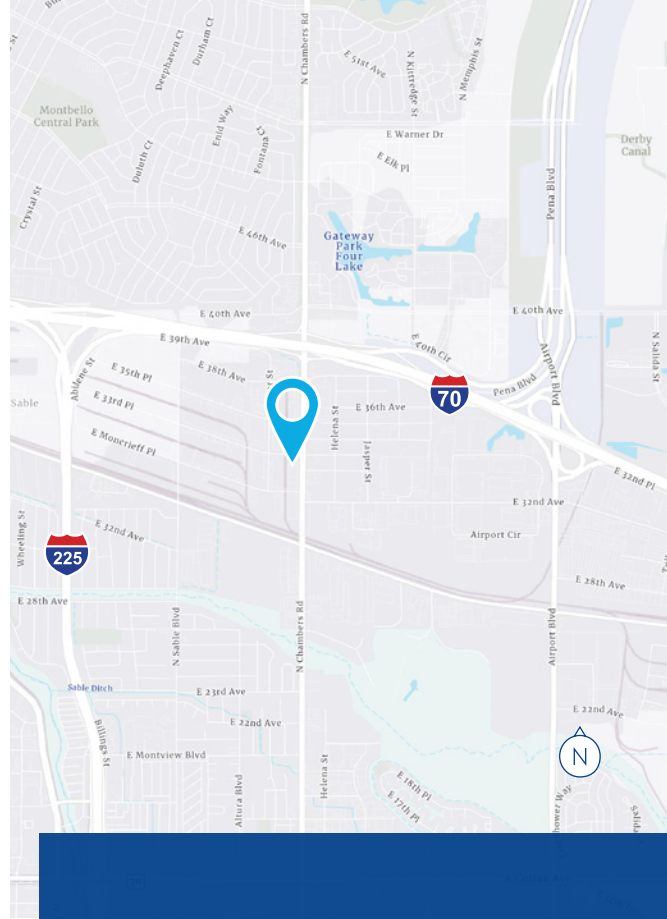 Deephaven Ct
Durham Ct
N Chambers Rd
E 51st Ave
N Kittredge St
N Memphis St
Montbello
Central Park
Enid Way
Fontana Ct
Duluth Ct
E Warner Dr
E Elk Pl
Derby
Canal
Crystal St
Pena Blvd
E 46th Ave
Gateway
Park
Four
Lake
E 40th Ave
E 40th Ave
E 39th Ave
E 40th Cir
N Salida St
Airport Blvd
E 38th Ave
E 35th Pl
Abilene St
Pena Blvd
70
Sable
E 33rd Pl
E 36th Ave
Helena St
E Moncrieff Pl
Jasper St
E 32nd Pl
E 32nd Ave
Wheeling St
E 32nd Ave
Airport Cir
225
E 28th Ave
E 28th Ave
N Sable Blvd
N Chambers Rd
Airport Blvd
Sable Ditch
E 23rd Ave
E 22nd Ave
E 22nd Ave
Billings St
E Montview Blvd
N
Helena St
Altura Blvd
E 18th Pl
E 17th Pl